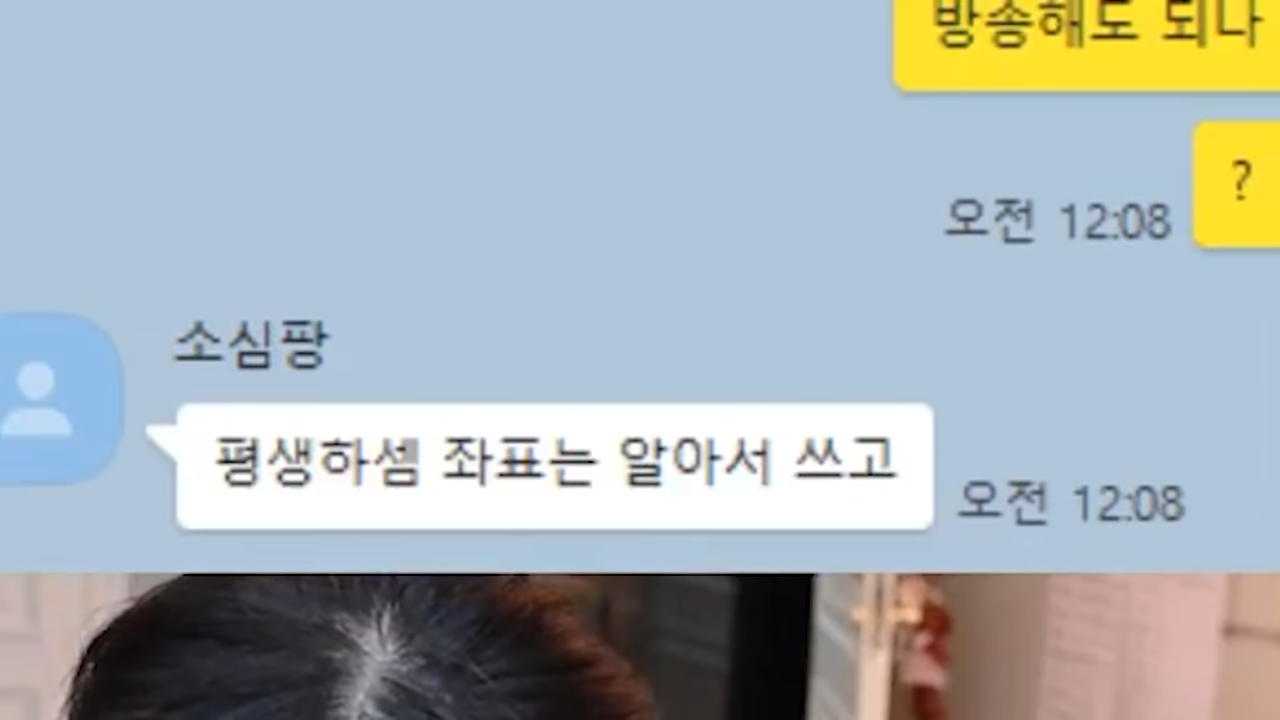 방송해도 되나
?
오전 12:08
소심팡
평생하셈 좌표는 알아서 쓰고
오전 12:08